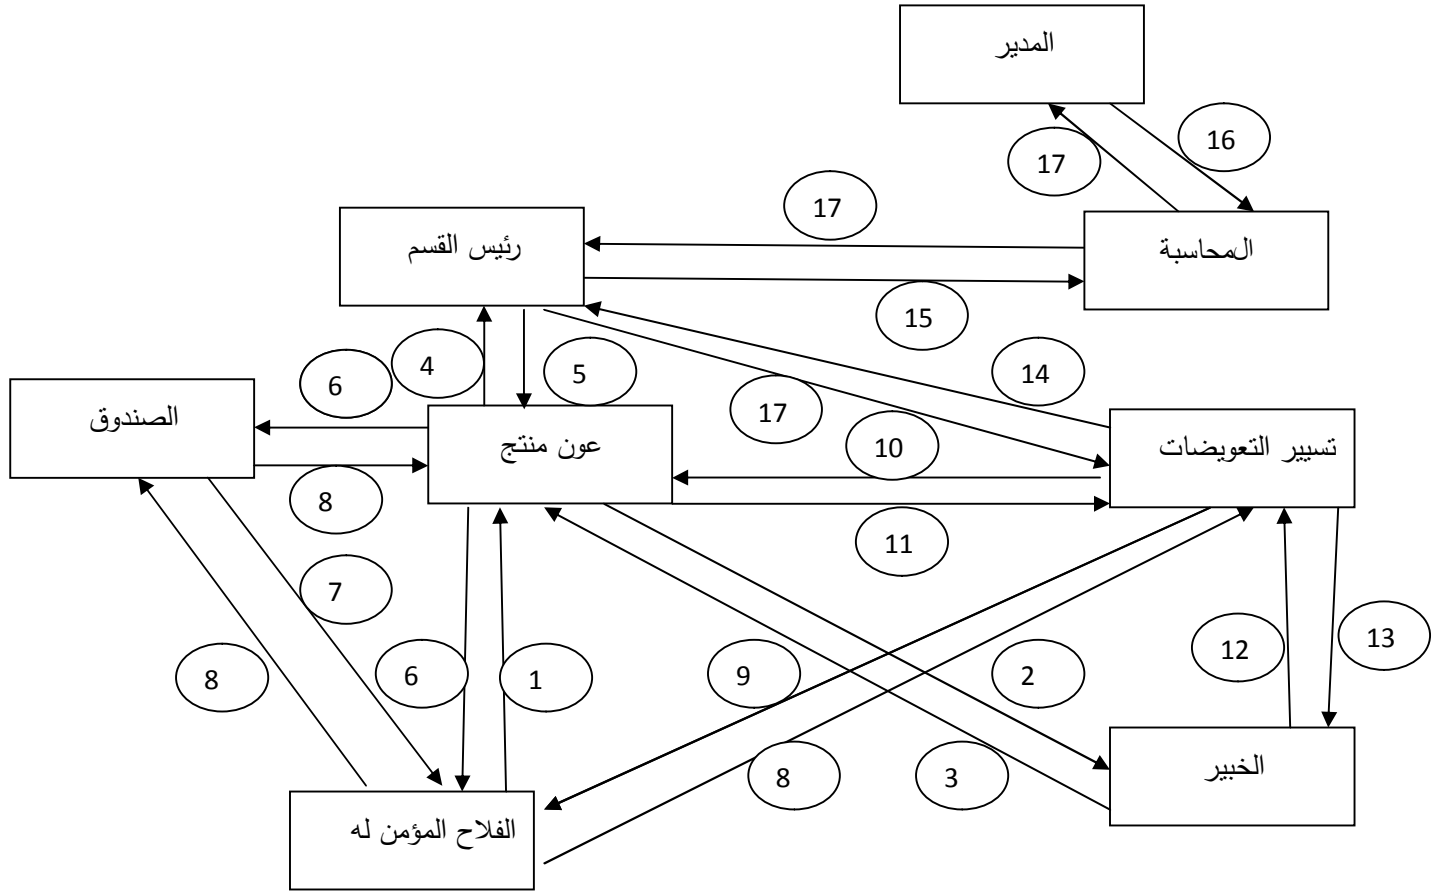 المدير
16
17
17
رئيس القسم
المحاسبة
15
4
6
5
14
17
الصندوق
عون منتج
10
تسيير التعويضات
8
11
7
8
6
1
9
2
12
13
8
3
الخبير
الفلاح المؤمن له